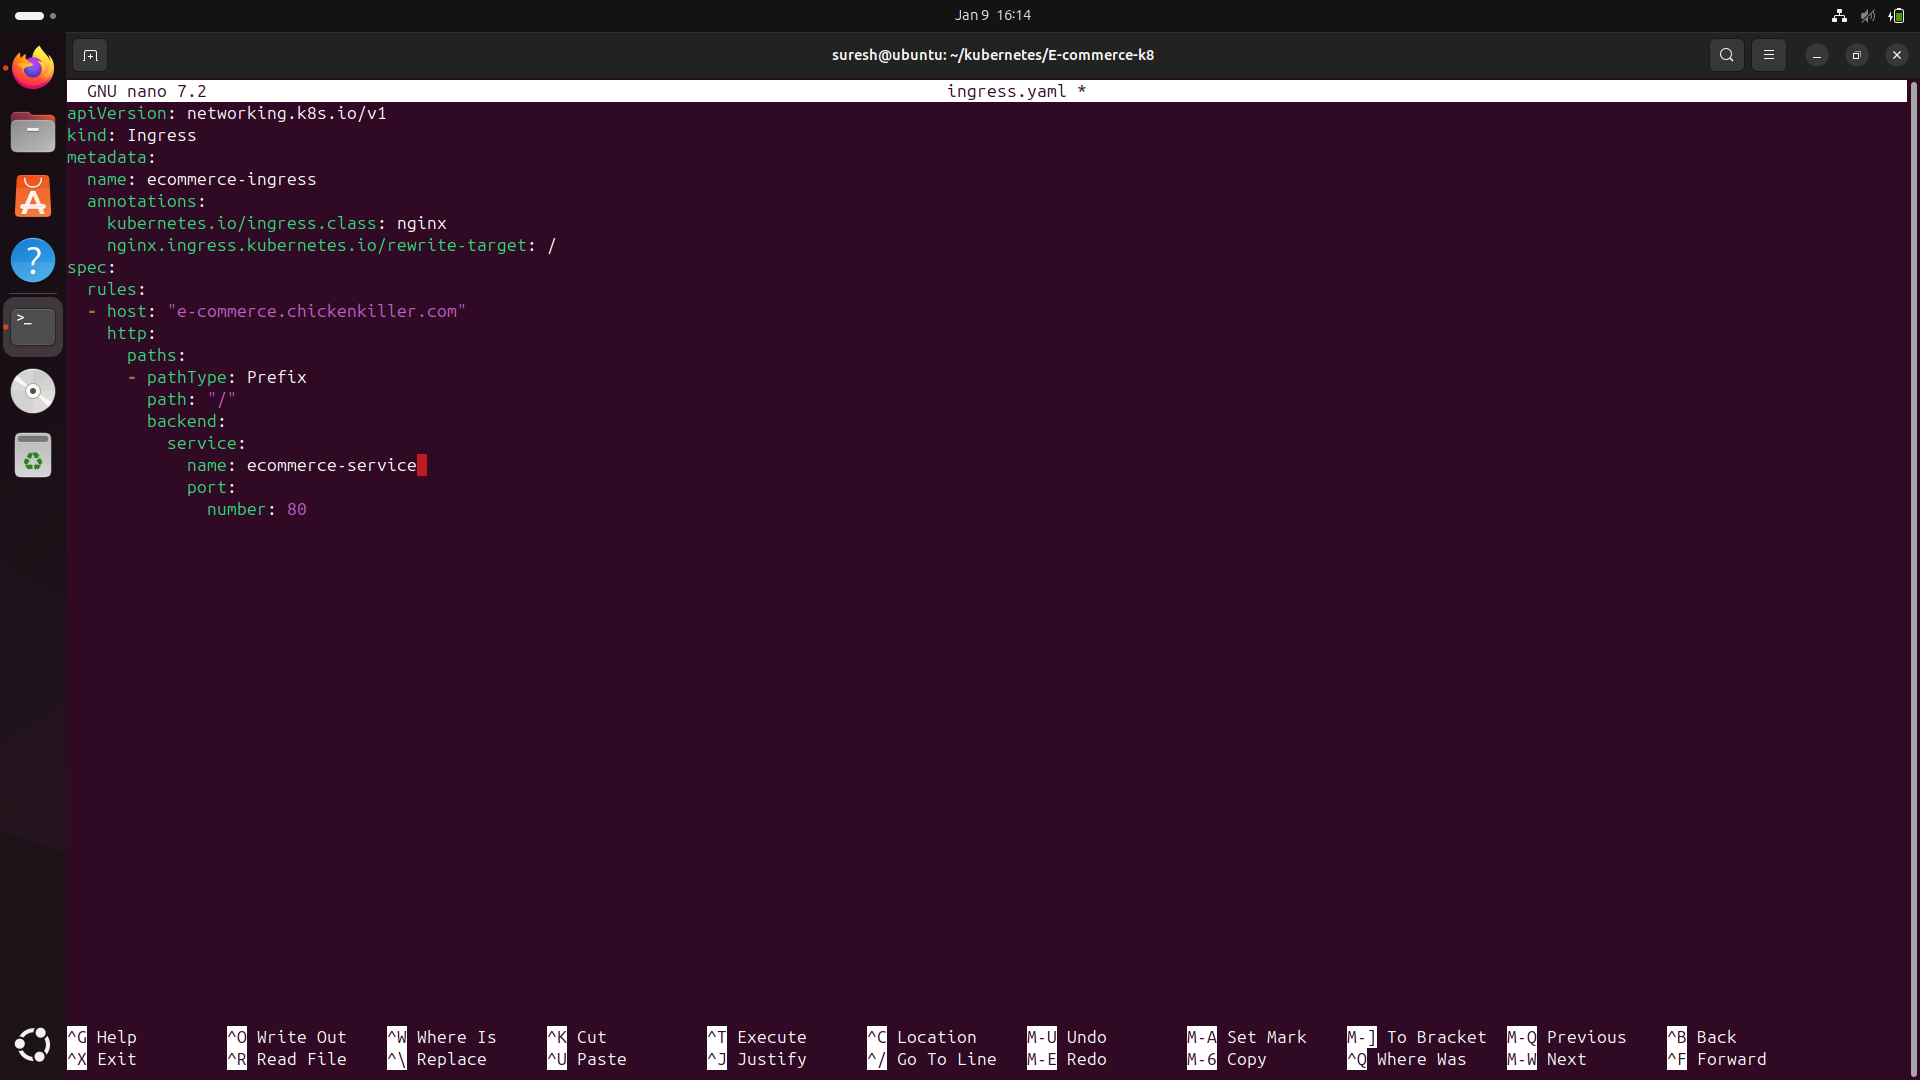 Jan 9 16:14
suresh@ubuntu: ~/kubernetes/E-commerce-k8
GNU nano 7.2 ingress.yaml *
apiVersion: networking.k8s.io/v1
kind: Ingress
metadata:
  name: ecommerce-ingress
  annotations:
    kubernetes.io/ingress.class: nginx
    nginx.ingress.kubernetes.io/rewrite-target: /
spec:
  rules:
  - host: "e-commerce.chickenkiller.com"
    http:
      paths:
      - pathType: Prefix
        path: "/"
        backend:
          service:
            name: ecommerce-service
            port:
              number: 80
^G Help ^O Write Out ^W Where Is ^K Cut ^T Execute ^C Location M-U Undo M-A Set Mark M-] To Bracket M-Q Previous ^B Back
^X Exit ^R Read File ^\ Replace ^U Paste ^J Justify ^/ Go To Line M-E Redo M-6 Copy ^Q Where Was M-W Next ^F Forward